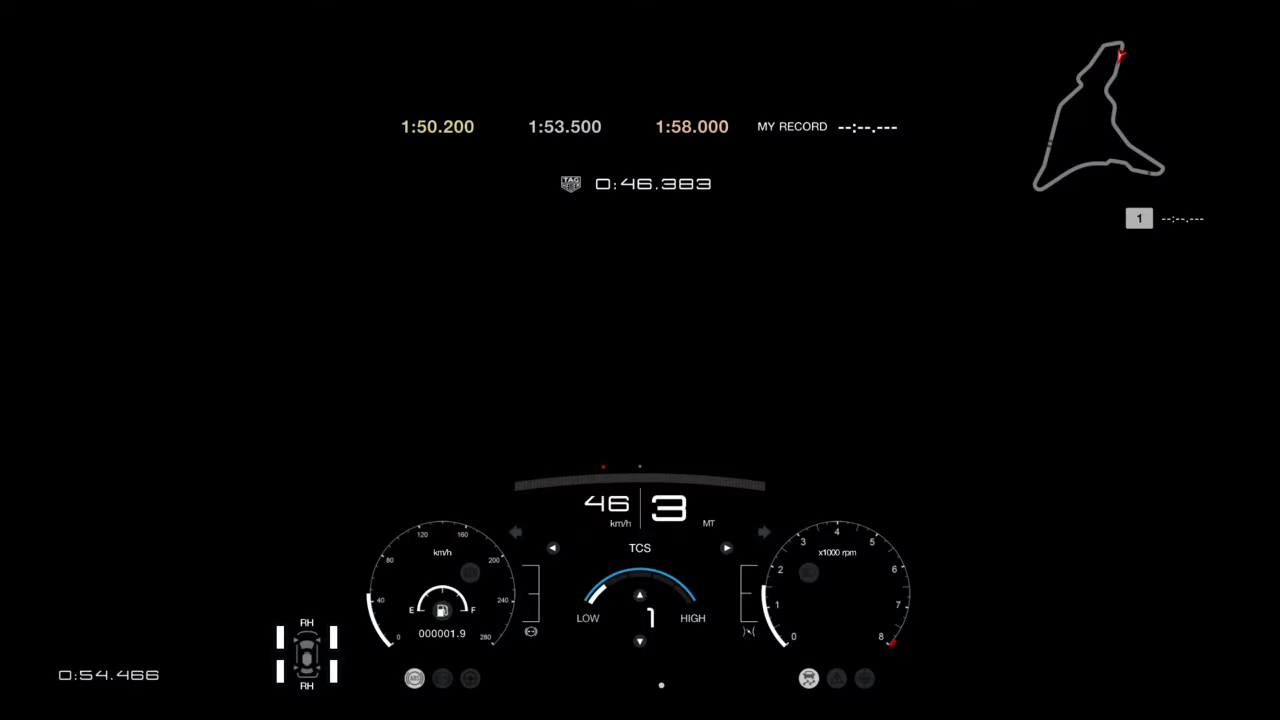 1:50.200 1:53.500 1:58.000 MY RECORD --:--.---
TAG 0:46.383
1 --:--.---
46 3
km/h MT
TCS
LOW 1 HIGH
km/h
0 40 80 120 160 200 240 280
E F
000001.9
x1000 rpm
0 1 2 3 4 5 6 7 8
RH
RH
0:54.466